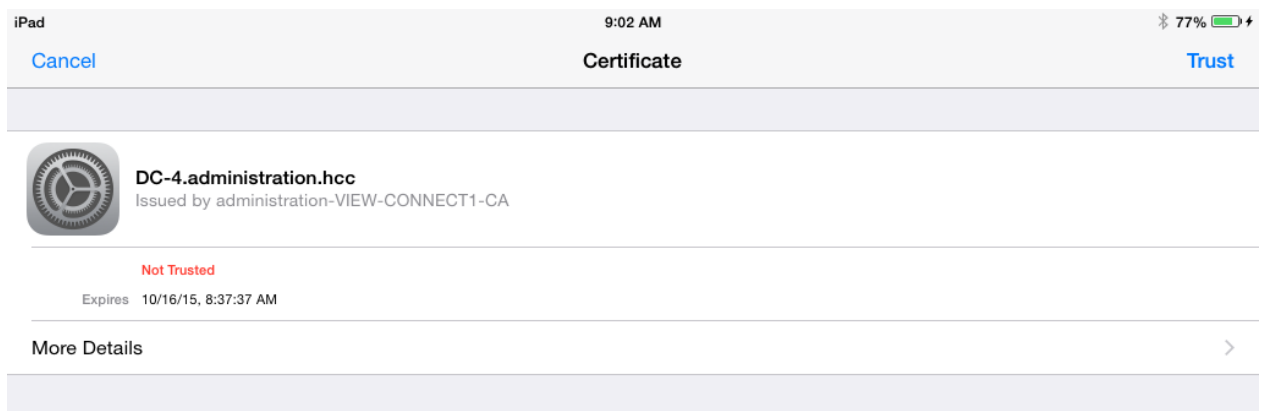 iPad 9:02 AM 77%
Cancel Certificate Trust
DC-4.administration.hcc
Issued by administration-VIEW-CONNECT1-CA
Not Trusted
Expires 10/16/15, 8:37:37 AM
More Details